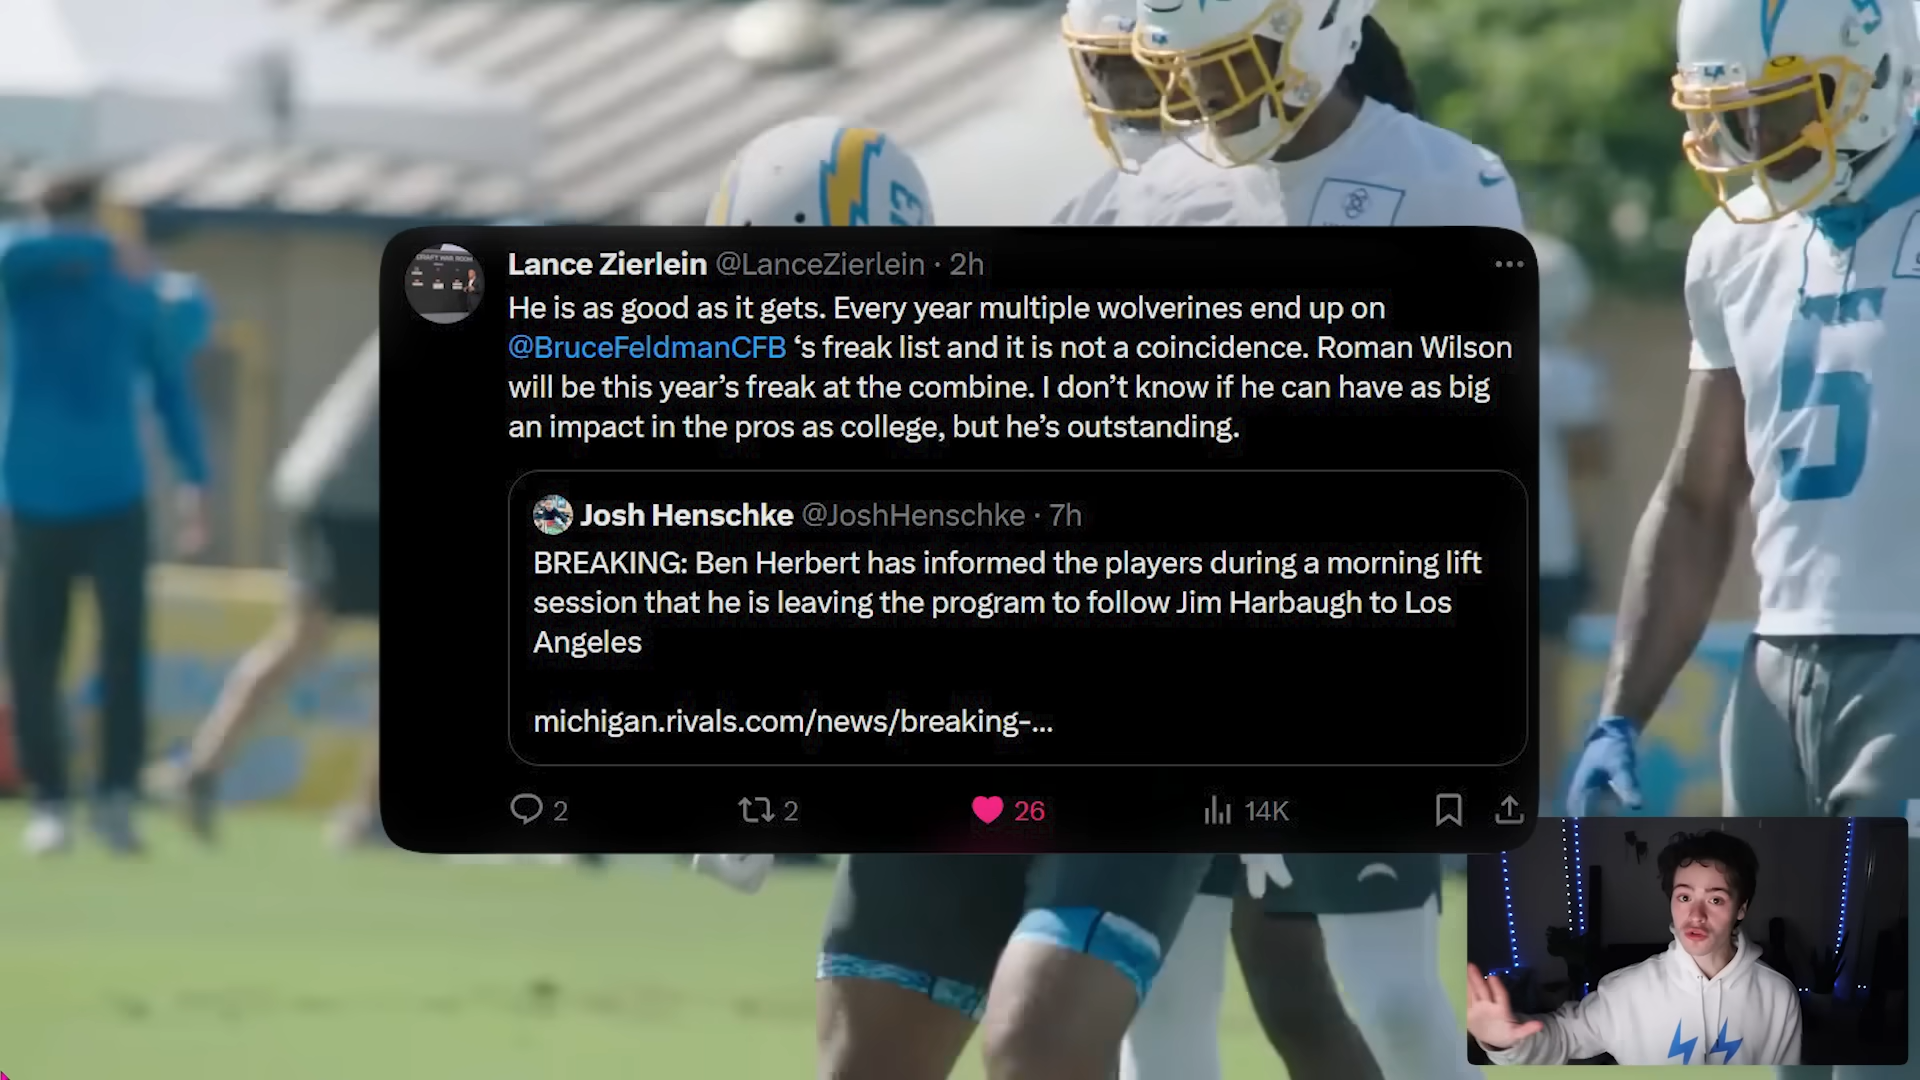 Lance Zierlein @LanceZierlein · 2h
He is as good as it gets. Every year multiple wolverines end up on
@BruceFeldmanCFB ‘s freak list and it is not a coincidence. Roman Wilson
will be this year’s freak at the combine. I don’t know if he can have as big
an impact in the pros as college, but he’s outstanding.
Josh Henschke @JoshHenschke · 7h
BREAKING: Ben Herbert has informed the players during a morning lift
session that he is leaving the program to follow Jim Harbaugh to Los
Angeles
michigan.rivals.com/news/breaking-...
2 2 26 14K
5